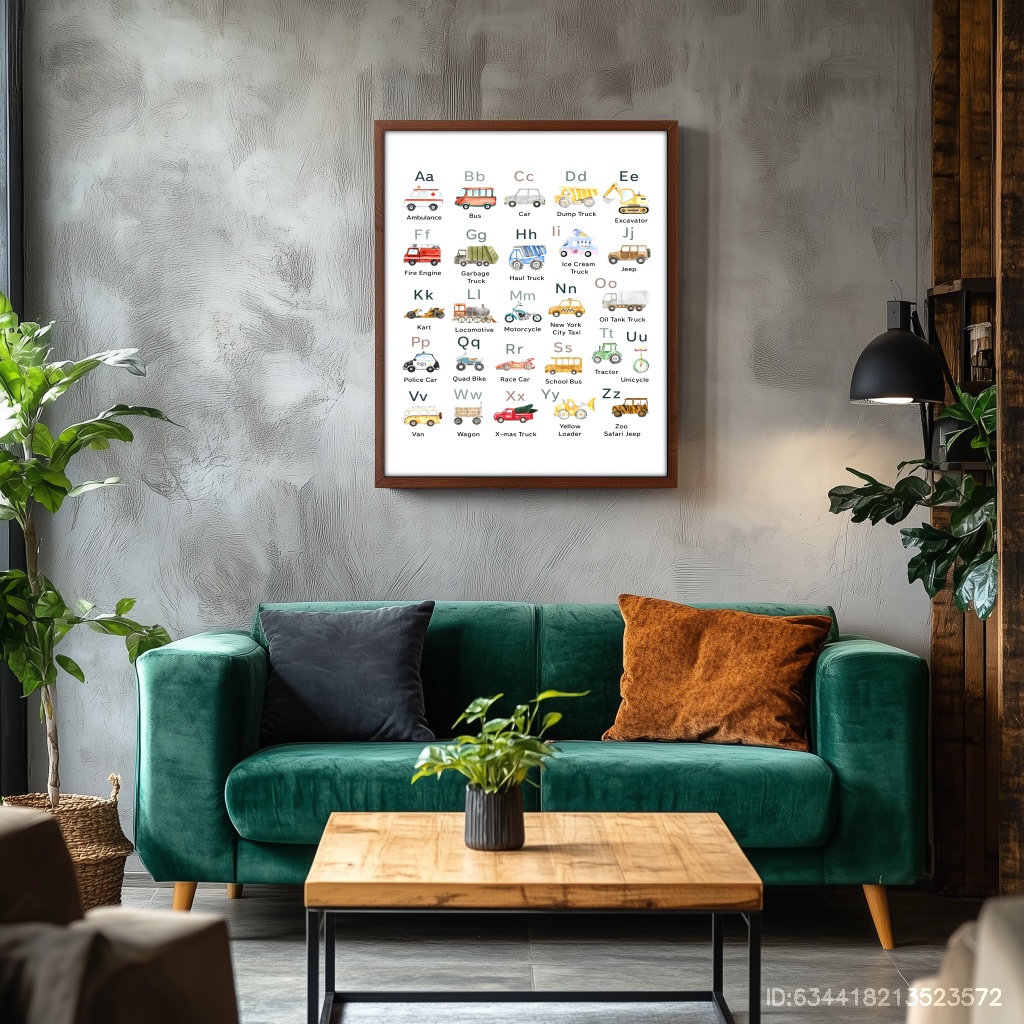 Aa Bb Cc Dd Ee
Ambulance Bus Car Dump Truck Excavator
Ff Gg Hh Ii Jj
Fire Engine Garbage Truck Haul Truck Ice Cream Truck Jeep
Kk Ll Mm Nn Oo
Kart Locomotive Motorcycle New York City Taxi Oil Tank Truck
Pp Qq Rr Ss Tt Uu
Police Car Quad Bike Race Car School Bus Tractor Unicycle
Vv Ww Xx Yy Zz
Van Wagon X-mas Truck Yellow Loader Zoo Safari Jeep
ID:634418213523572